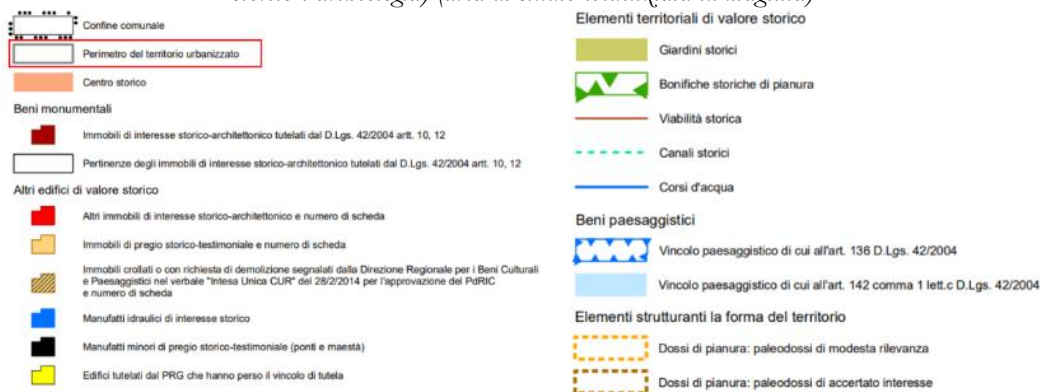 Confine comunale
Perimetro del territorio urbanizzato
Centro storico
Beni monumentali
Immobili di interesse storico-architettonico tutelati dal D.Lgs. 42/2004 artt. 10, 12
Pertinenze degli immobili di interesse storico-architettonico tutelati dal D.Lgs. 42/2004 artt. 10, 12
Altri edifici di valore storico
Altri immobili di interesse storico-architettonico e numero di scheda
Immobili di pregio storico-testimoniale e numero di scheda
Immobili crollati o con richiesta di demolizione segnalati dalla Direzione Regionale per i Beni Culturali
e Paesaggistici nel verbale "Intesa Unica CUR" del 28/2/2014 per l'approvazione del PdRIC
e numero di scheda
Manufatti idraulici di interesse storico
Manufatti minori di pregio storico-testimoniale (ponti e maestà)
Edifici tutelati dal PRG che hanno perso il vincolo di tutela
Elementi territoriali di valore storico
Giardini storici
Bonifiche storiche di pianura
Viabilità storica
Canali storici
Corsi d'acqua
Beni paesaggistici
Vincolo paesaggistico di cui all'art. 136 D.Lgs. 42/2004
Vincolo paesaggistico di cui all'art. 142 comma 1 lett.c D.Lgs. 42/2004
Elementi strutturanti la forma del territorio
Dossi di pianura: paleodossi di modesta rilevanza
Dossi di pianura: paleodossi di accertato interesse